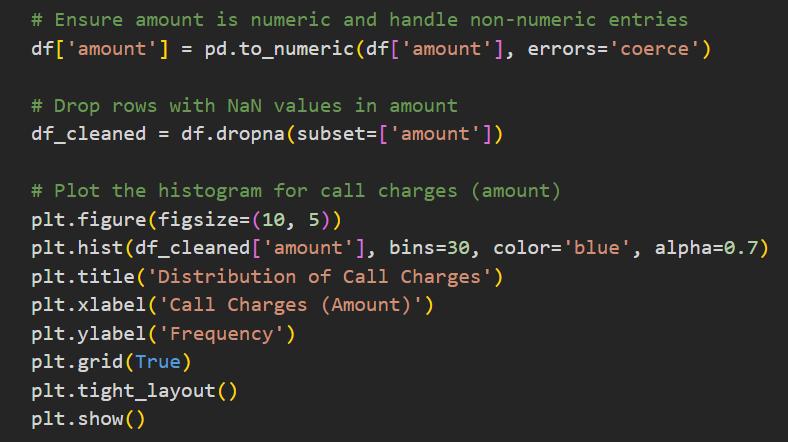 # Ensure amount is numeric and handle non-numeric entries
df['amount'] = pd.to_numeric(df['amount'], errors='coerce')
# Drop rows with NaN values in amount
df_cleaned = df.dropna(subset=['amount'])
# Plot the histogram for call charges (amount)
plt.figure(figsize=(10, 5))
plt.hist(df_cleaned['amount'], bins=30, color='blue', alpha=0.7)
plt.title('Distribution of Call Charges')
plt.xlabel('Call Charges (Amount)')
plt.ylabel('Frequency')
plt.grid(True)
plt.tight_layout()
plt.show()